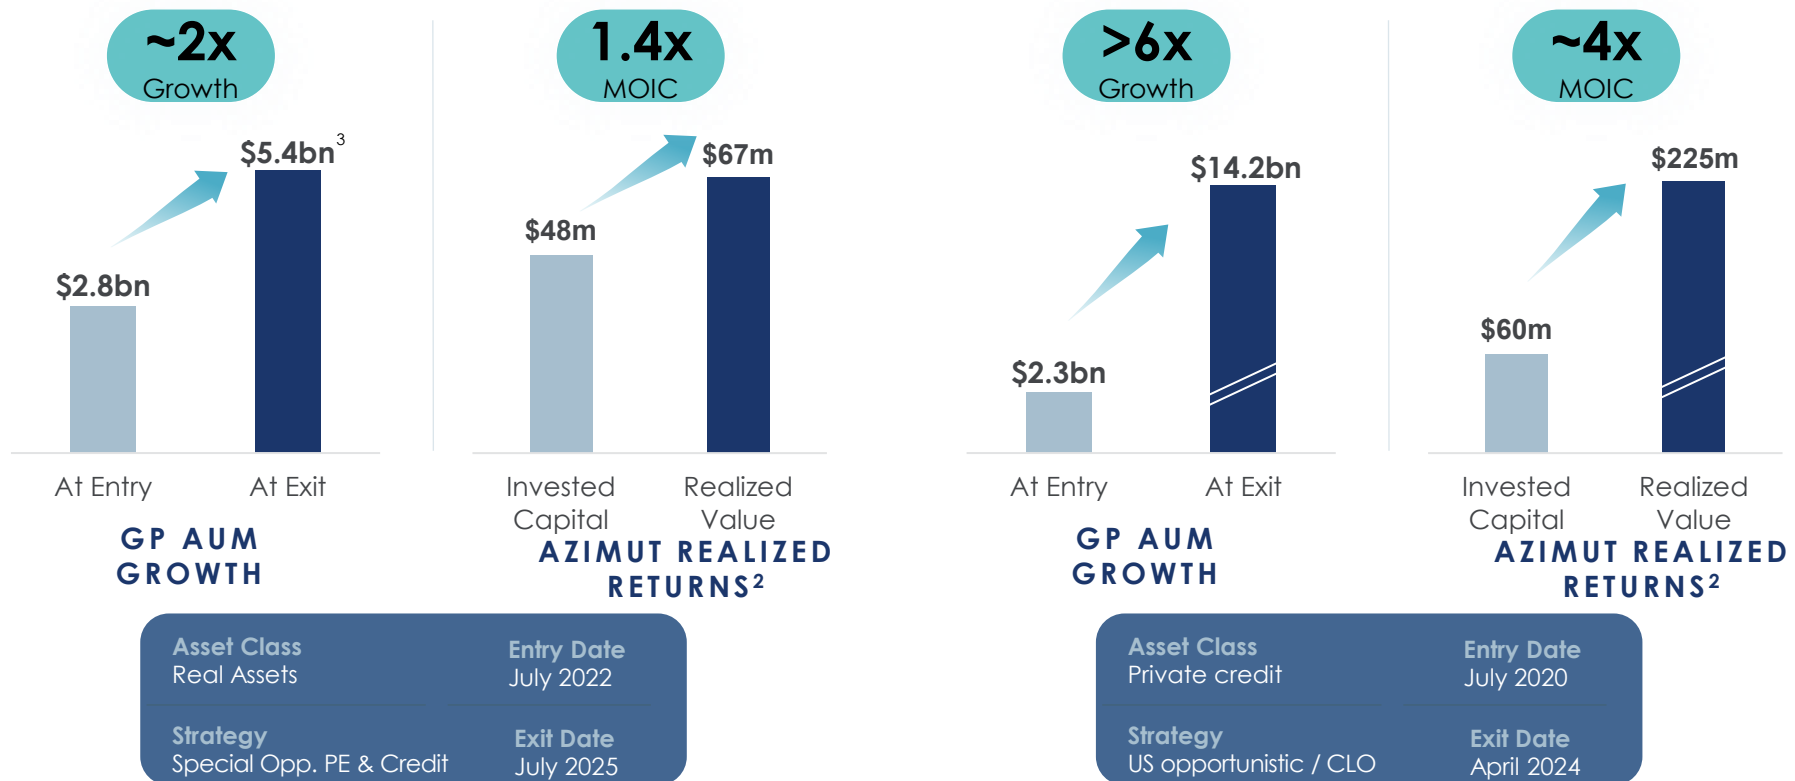 ~2x
Growth
$5.4bn3
$2.8bn
At Entry
At Exit
GP AUM
GROWTH
1.4x
MOIC
$67m
$48m
Invested
Capital
Realized
Value
AZIMUT REALIZED
RETURNS2
Asset Class
Real Assets
Entry Date
July 2022
Strategy
Special Opp. PE & Credit
Exit Date
July 2025
>6x
Growth
$14.2bn
$2.3bn
At Entry
At Exit
GP AUM
GROWTH
~4x
MOIC
$225m
$60m
Invested
Capital
Realized
Value
AZIMUT REALIZED
RETURNS2
Asset Class
Private credit
Entry Date
July 2020
Strategy
US opportunistic / CLO
Exit Date
April 2024